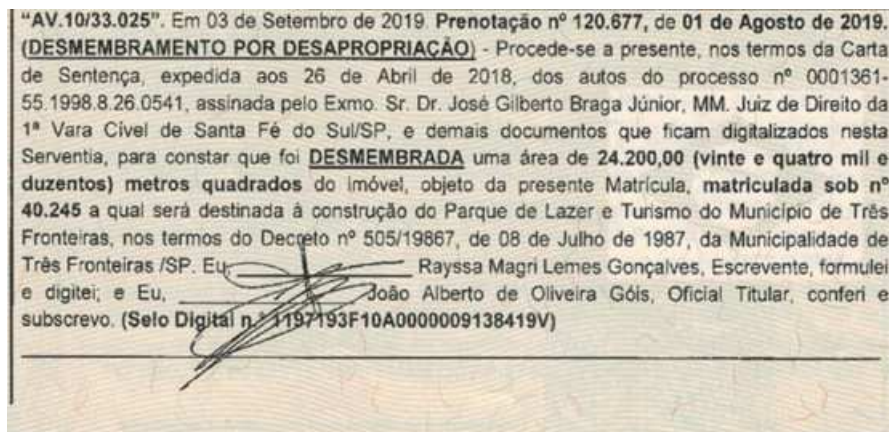 "AV.10/33.025". Em 03 de Setembro de 2019. Prenotação nº 120.677, de 01 de Agosto de 2019.
(DESMEMBRAMENTO POR DESAPROPRIAÇÃO) - Procede-se a presente, nos termos da Carta
de Sentença, expedida aos 26 de Abril de 2018, dos autos do processo nº 0001361-
55.1998.8.26.0541, assinada pelo Exmo. Sr. Dr. José Gilberto Braga Júnior, MM. Juiz de Direito da
1ª Vara Cível de Santa Fé do Sul/SP, e demais documentos que ficam digitalizados nesta
Serventia, para constar que foi DESMEMBRADA uma área de 24.200,00 (vinte e quatro mil e
duzentos) metros quadrados do imóvel, objeto da presente Matrícula, matriculada sob nº
40.245 a qual será destinada à construção do Parque de Lazer e Turismo do Município de Três
Fronteiras, nos termos do Decreto nº 505/19867, de 08 de Julho de 1987, da Municipalidade de
Três Fronteiras /SP. Eu, Rayssa Magri Lemes Gonçalves, Escrevente, formulei
e digitei; e Eu, João Alberto de Oliveira Góis, Oficial Titular, conferi e
subscrevo. (Selo Digital n.º 1197193F10A0000009138419V)